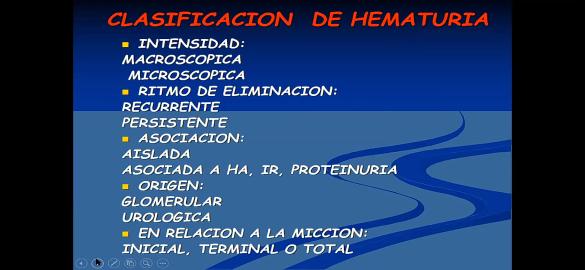 CLASIFICACION DE HEMATURIA
INTENSIDAD:
MACROSCOPICA
MICROSCOPICA
RITMO DE ELIMINACION:
RECURRENTE
PERSISTENTE
ASOCIACION:
AISLADA
ASOCIADA A HA, IR, PROTEINURIA
ORIGEN:
GLOMERULAR
UROLOGICA
EN RELACION A LA MICCION:
INICIAL, TERMINAL O TOTAL